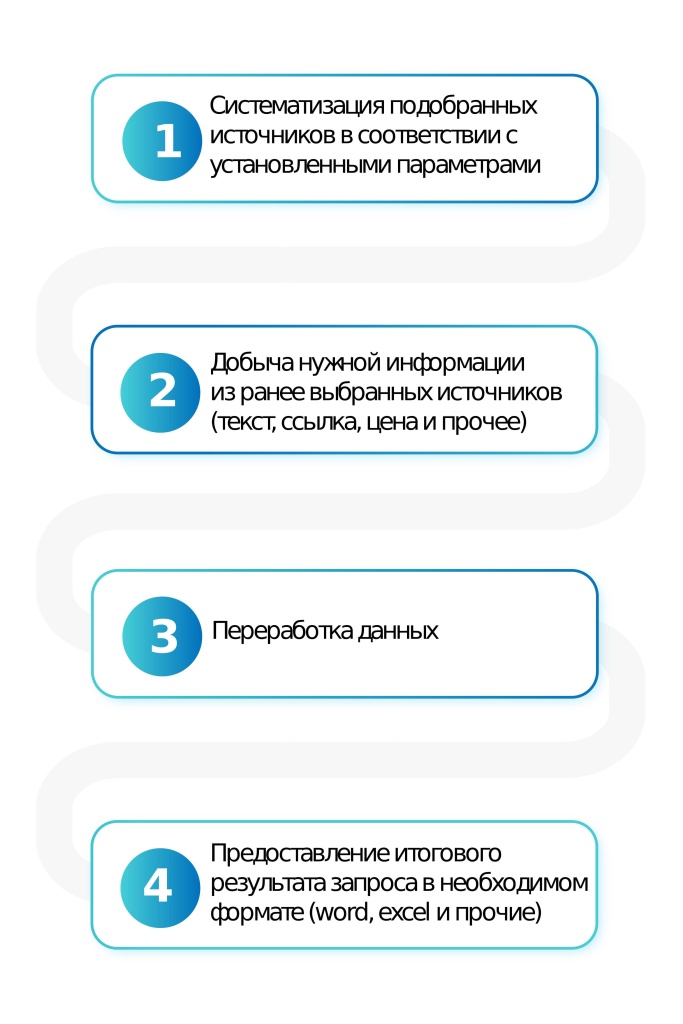 1
Систематизация подобранных
источников в соответствии с
установленными параметрами
2
Добыча нужной информации
из ранее выбранных источников
(текст, ссылка, цена и прочее)
3
Переработка данных
4
Предоставление итогового
результата запроса в необходимом
формате (word, excel и прочие)